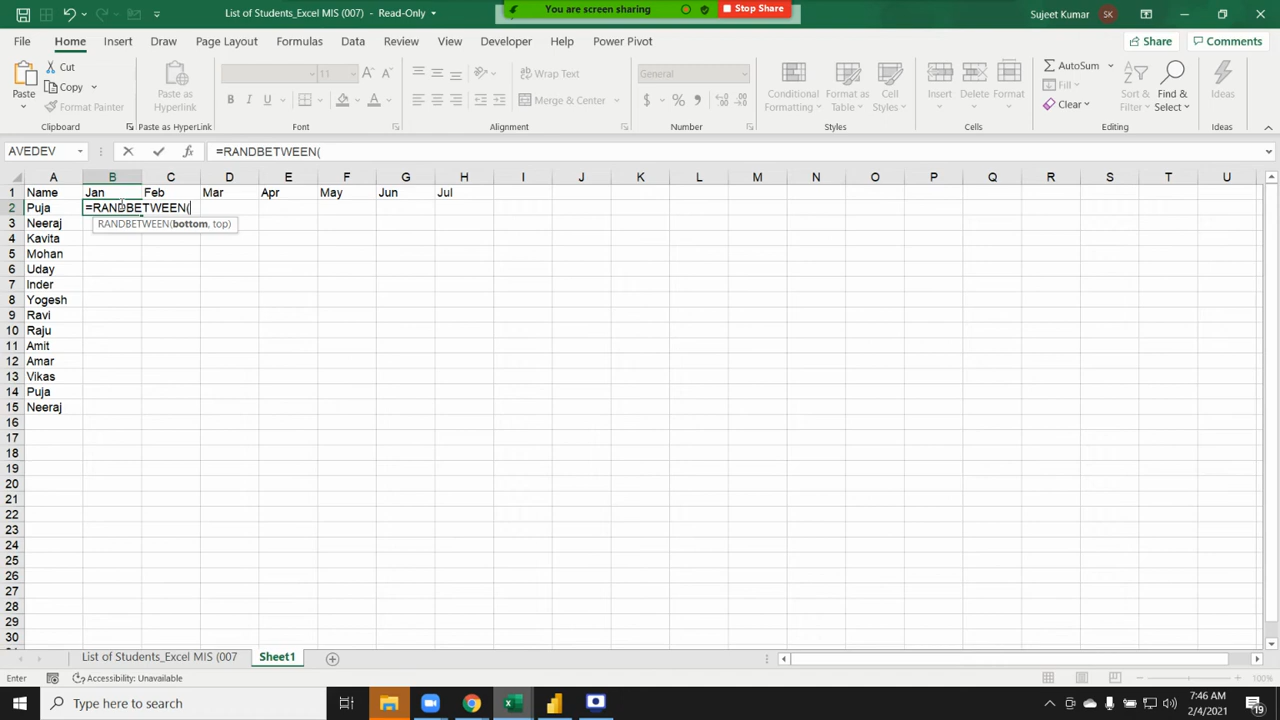 List of Students_Excel MIS (007) - Read-Only
You are screen sharing
Stop Share
Sujeet Kumar
SK
File Home Insert Draw Page Layout Formulas Data Review View Developer Help Power Pivot
Share
Comments
Paste
Cut
Copy
Format Painter
Clipboard
Paste as Hyperlink
Paste as Hyperlink
11
Font
Wrap Text
Merge & Center
Alignment
General
Number
Conditional Formatting
Format as Table
Cell Styles
Styles
Insert
Delete
Format
Cells
AutoSum
Fill
Clear
Sort & Filter
Find & Select
Editing
Ideas
Ideas
AVEDEV
=RANDBETWEEN(
A B C D E F G H I J K L M N O P Q R S T U
1 Name Jan Feb Mar Apr May Jun Jul
2 Puja =RANDBETWEEN(
3 Neeraj RANDBETWEEN(bottom, top)
4 Kavita
5 Mohan
6 Uday
7 Inder
8 Yogesh
9 Ravi
10 Raju
11 Amit
12 Amar
13 Vikas
14 Puja
15 Neeraj
16
17
18
19
20
21
22
23
24
25
26
27
28
29
30
List of Students_Excel MIS (007 Sheet1
Enter
Accessibility: Unavailable
100%
Type here to search
7:46 AM
2/4/2021
19